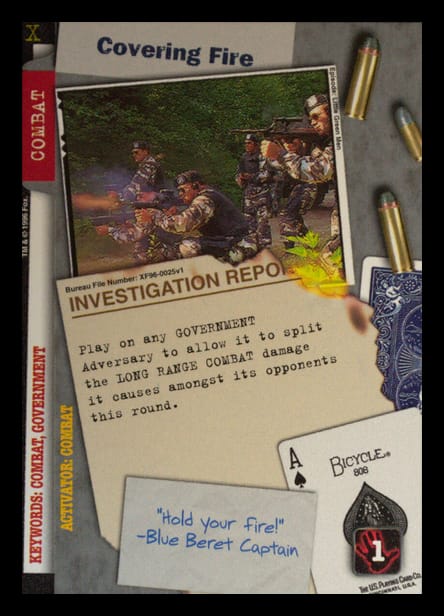 X
Covering Fire
COMBAT
Episode: Little Green Men
TM & © 1996 Fox.
Bureau File Number: XF96-0025v1
INVESTIGATION REPO
Play on any GOVERNMENT
Adversary to allow it to split
the LONG RANGE COMBAT damage
it causes amongst its opponents
this round.
KEYWORDS: COMBAT, GOVERNMENT
ACTIVATOR: COMBAT
"Hold your fire!"
-Blue Beret Captain
A
BICYCLE®
808
1
THE U.S. PLAYING CARD CO.
CINCINNATI, U.S.A.